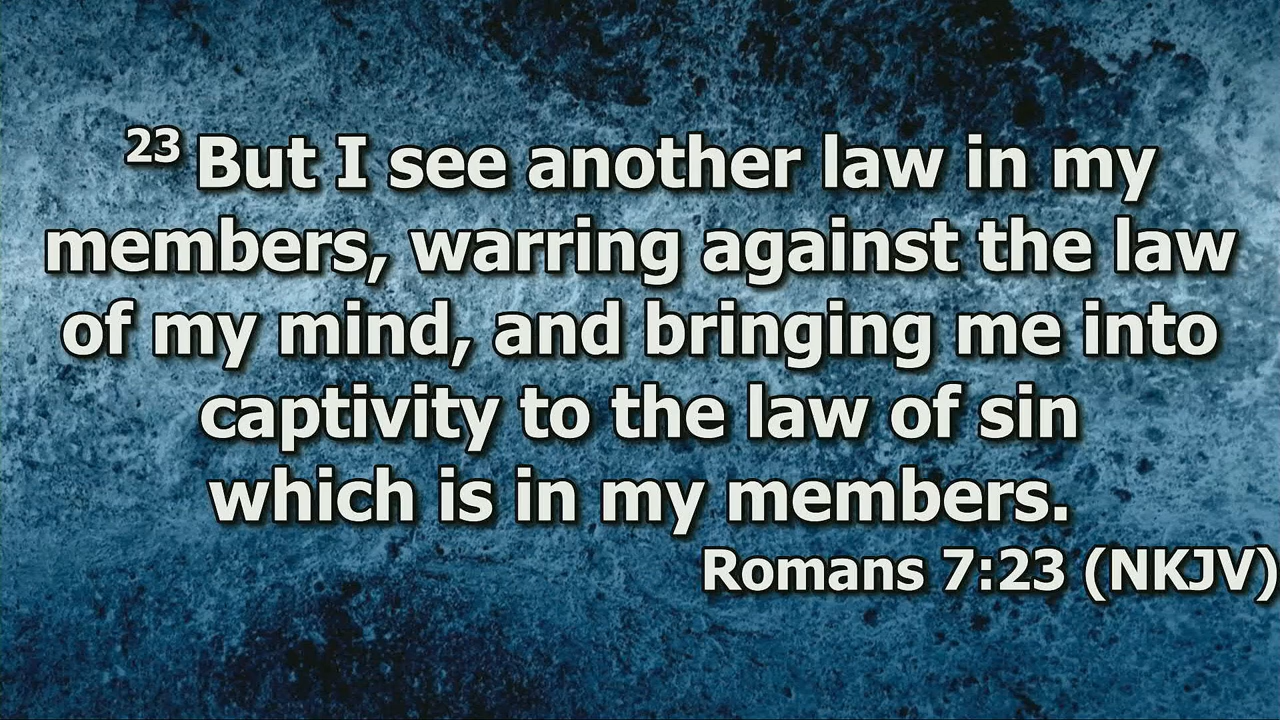 23 But I see another law in my
members, warring against the law
of my mind, and bringing me into
captivity to the law of sin
which is in my members.
Romans 7:23 (NKJV)